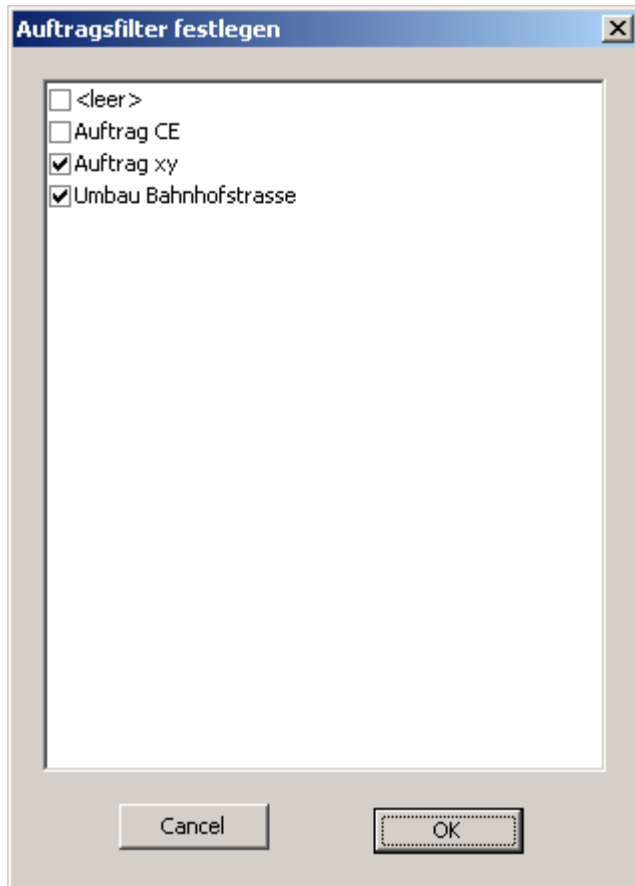 Auftragsfilter festlegen
<leer>
Auftrag CE
Auftrag xy
Umbau Bahnhofstrasse
Cancel
OK